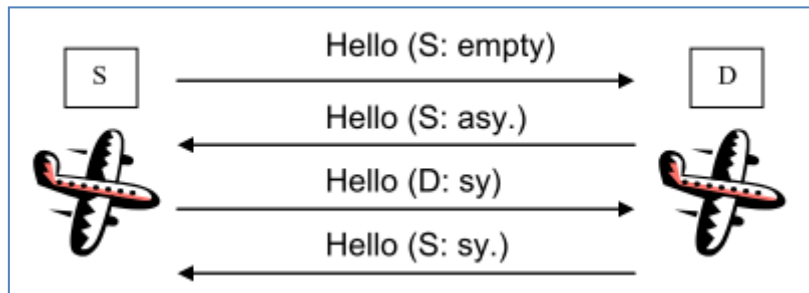 S
Hello (S: empty)
D
Hello (S: asy.)
Hello (D: sy)
Hello (S: sy.)